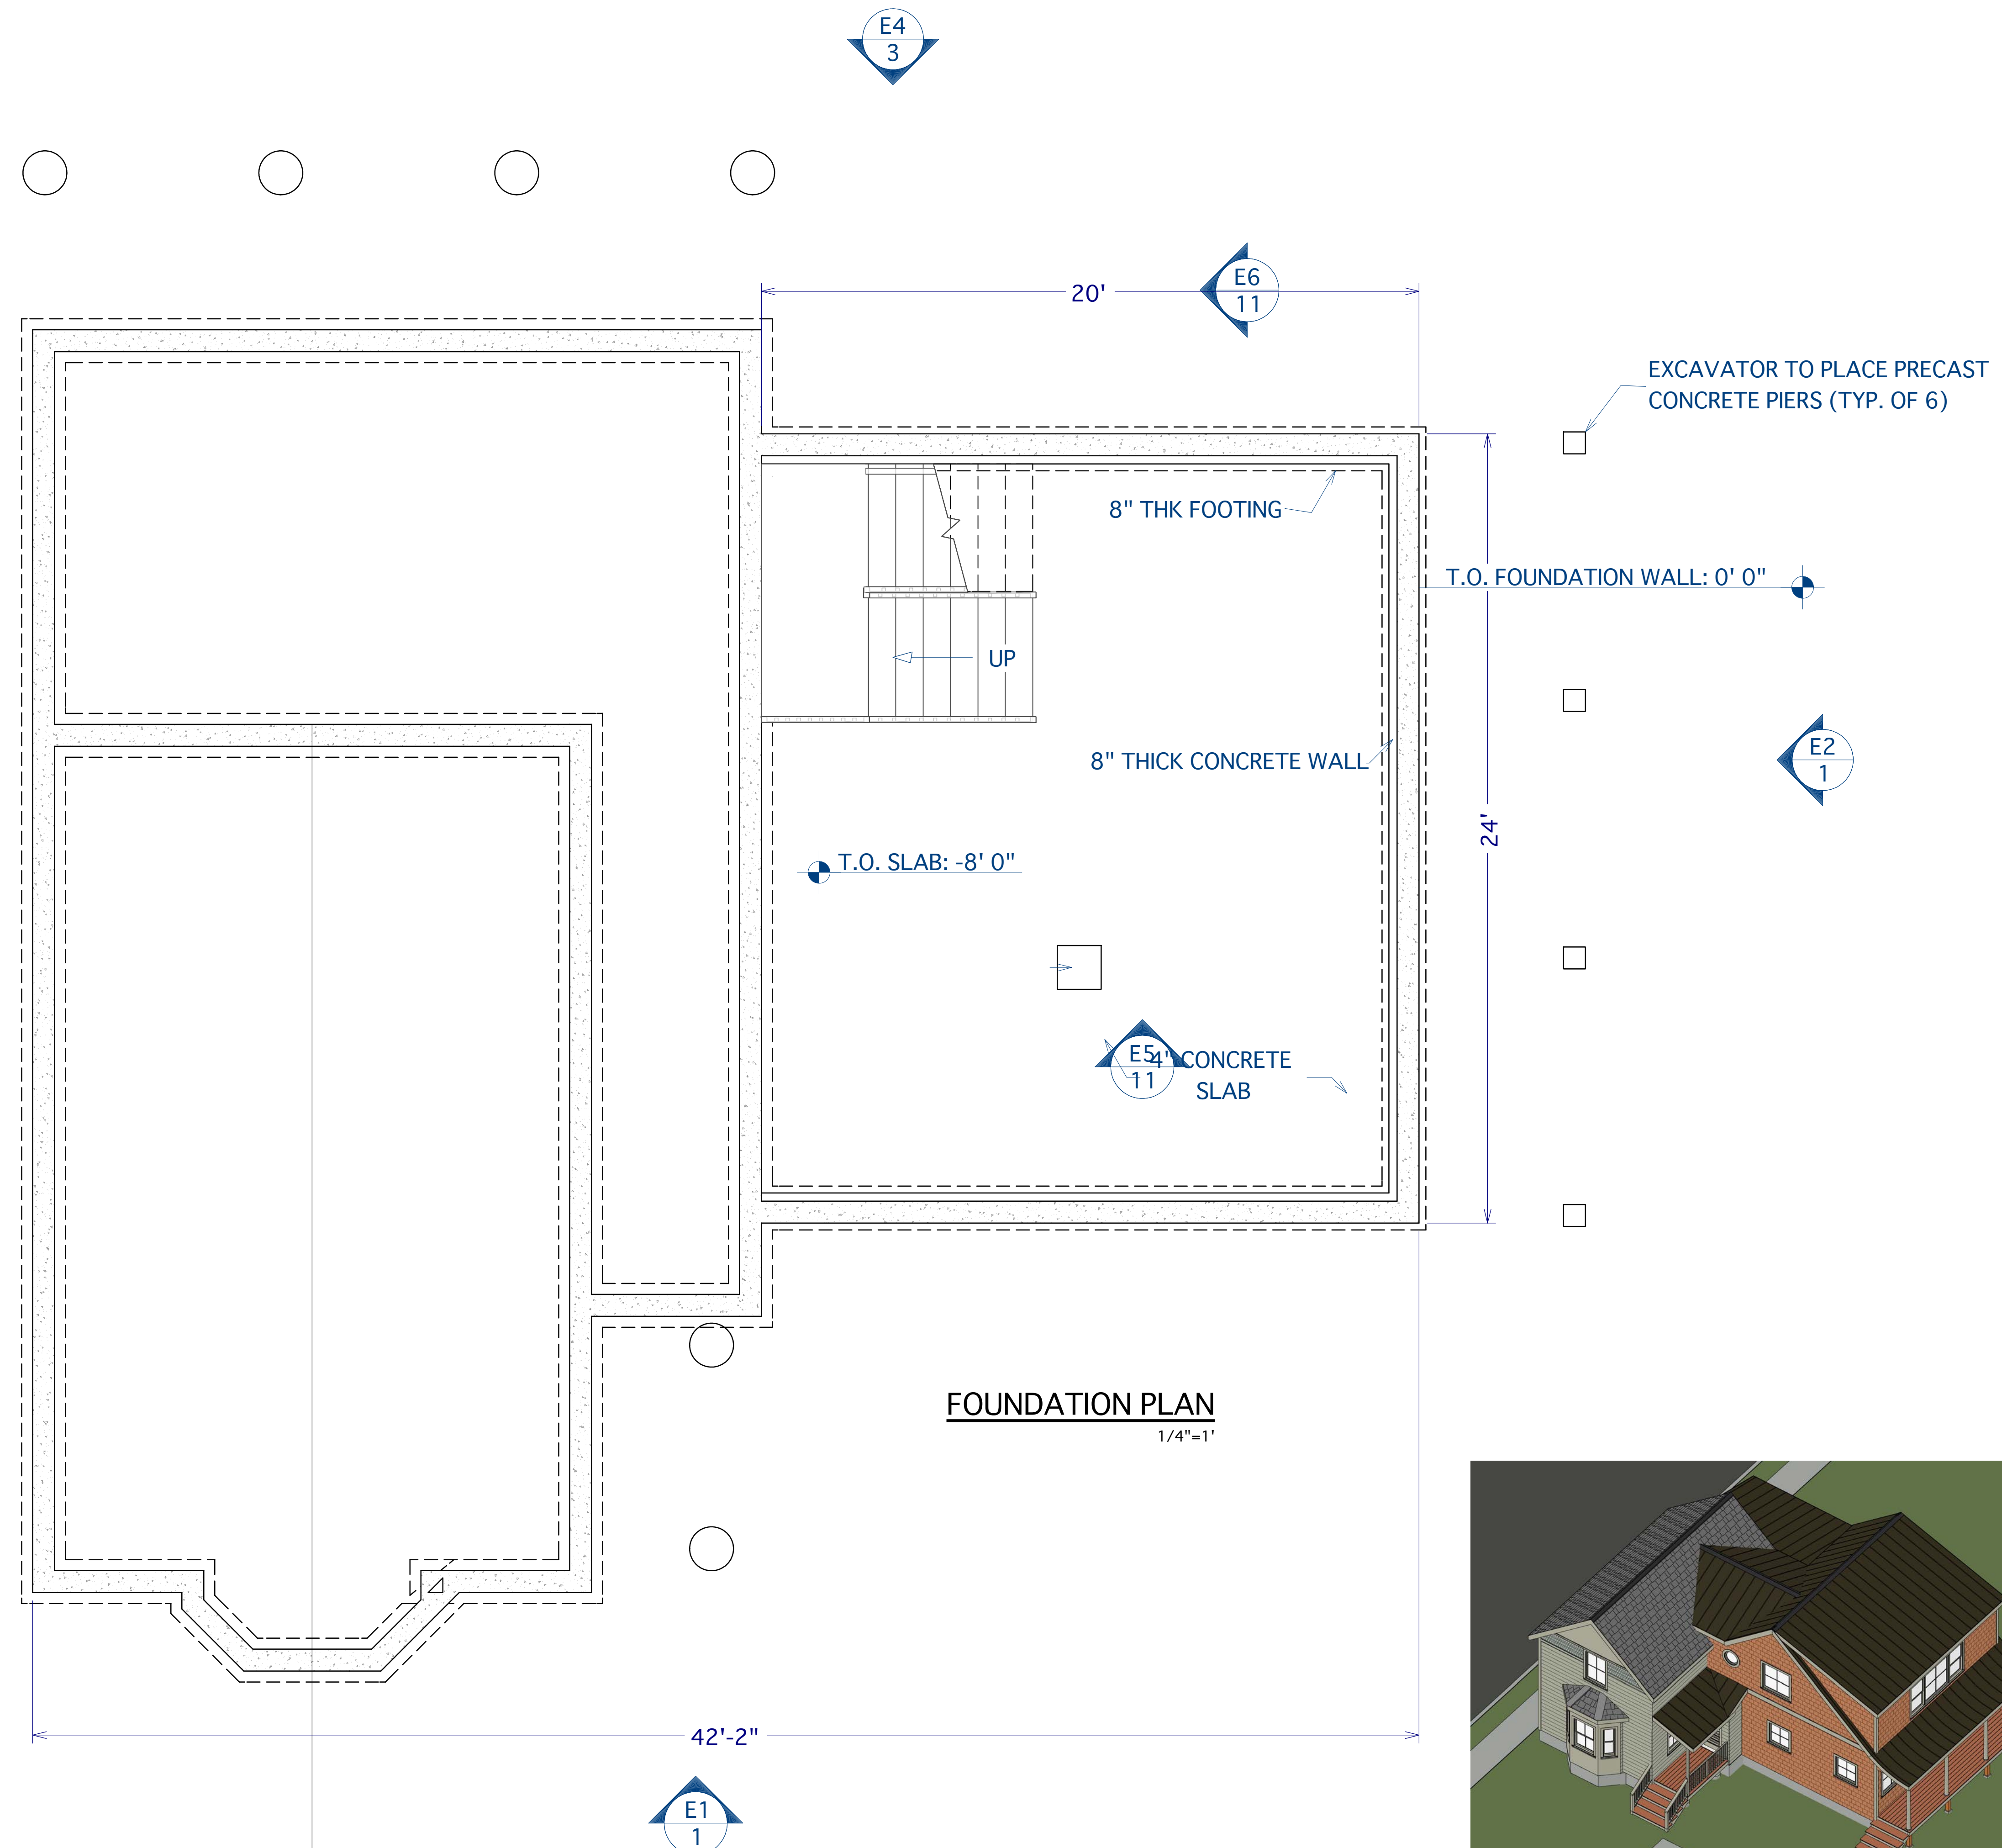 E4
3
20'
E6
11
EXCAVATOR TO PLACE PRECAST
CONCRETE PIERS (TYP. OF 6)
8" THK FOOTING
T.O. FOUNDATION WALL: 0' 0"
UP
8" THICK CONCRETE WALL
E2
1
24'
T.O. SLAB: -8' 0"
E5
11
4" CONCRETE
SLAB
FOUNDATION PLAN
1/4"=1'
42'-2"
E1
1